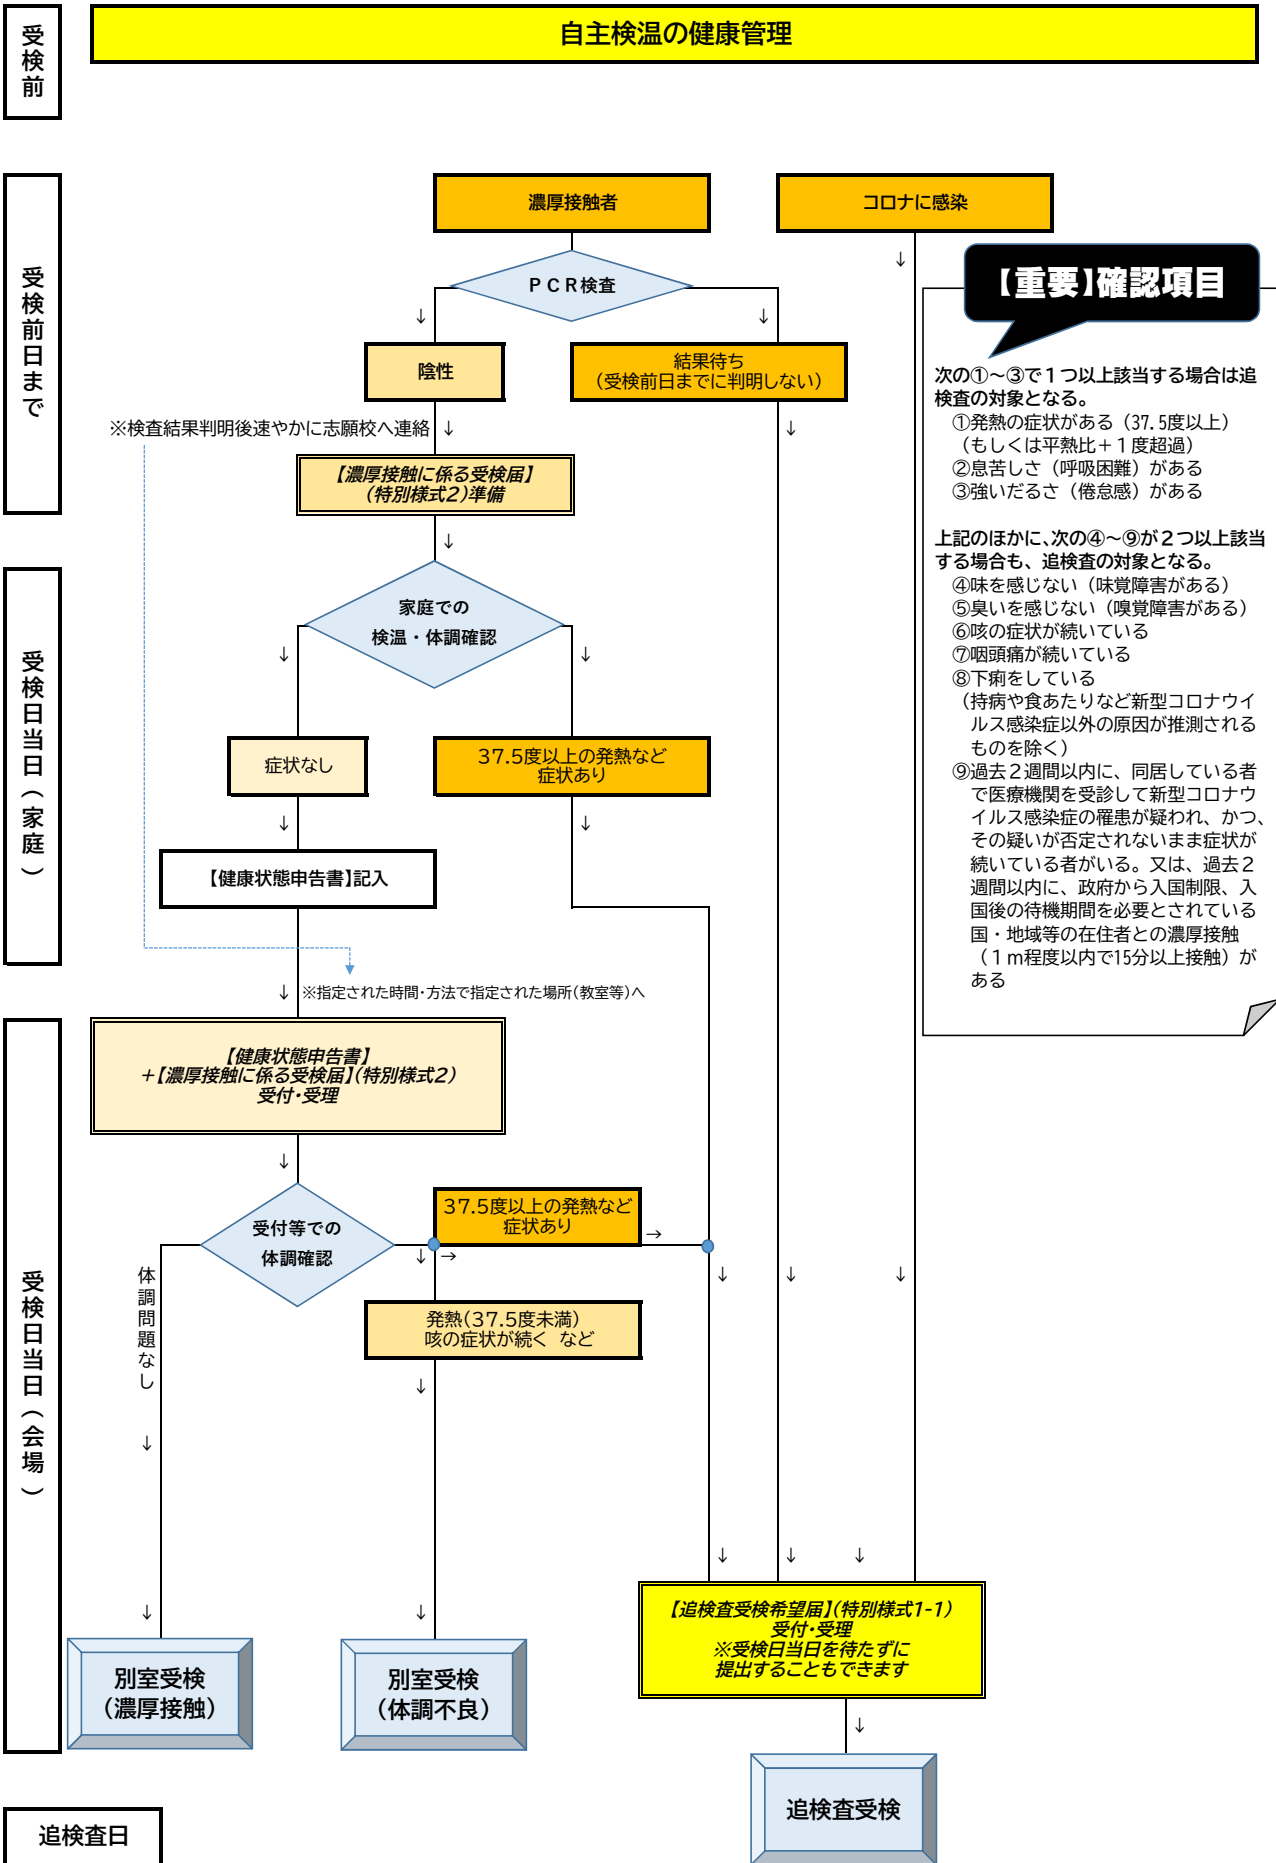 受検前
自主検温の健康管理
受検前日まで
濃厚接触者
コロナに感染
↓
PCR検査
↓
↓
陰性
結果待ち
（受検前日までに判明しない）
※検査結果判明後速やかに志願校へ連絡
↓
↓
【濃厚接触に係る受検届】
（特別様式2）準備
↓
【重要】確認項目
次の①～③で１つ以上該当する場合は追
検査の対象となる。
①発熱の症状がある（37.5度以上）
（もしくは平熱比＋１度超過）
②息苦しさ（呼吸困難）がある
③強いだるさ（倦怠感）がある
上記のほかに、次の④～⑨が２つ以上該当
する場合も、追検査の対象となる。
④味を感じない（味覚障害がある）
⑤臭いを感じない（嗅覚障害がある）
⑥咳の症状が続いている
⑦咽頭痛が続いている
⑧下痢をしている
（持病や食あたりなど新型コロナウイ
ルス感染症以外の原因が推測される
ものを除く）
⑨過去２週間以内に、同居している者
で医療機関を受診して新型コロナウ
イルス感染症の罹患が疑われ、かつ、
その疑いが否定されないまま症状が
続いている者がいる。又は、過去２
週間以内に、政府から入国制限、入
国後の待機期間を必要とされている
国・地域等の在住者との濃厚接触
（１ｍ程度以内で15分以上接触）が
ある
受検日当日（家庭）
家庭での
検温・体調確認
↓
↓
症状なし
37.5度以上の発熱など
症状あり
↓
↓
【健康状態申告書】記入
↓
※指定された時間・方法で指定された場所（教室等）へ
受検日当日（会場）
【健康状態申告書】
＋【濃厚接触に係る受検届】（特別様式2）
受付・受理
↓
受付等での
体調確認
37.5度以上の発熱など
症状あり
→
↓
→
体調問題なし
発熱（37.5度未満）
咳の症状が続く など
↓
↓
↓
↓
↓
↓
↓
↓
【追検査受検希望届】（特別様式1-1）
受付・受理
※受検日当日を待たずに
提出することもできます
↓
↓
別室受検
（濃厚接触）
別室受検
（体調不良）
↓
追検査受検
追検査日